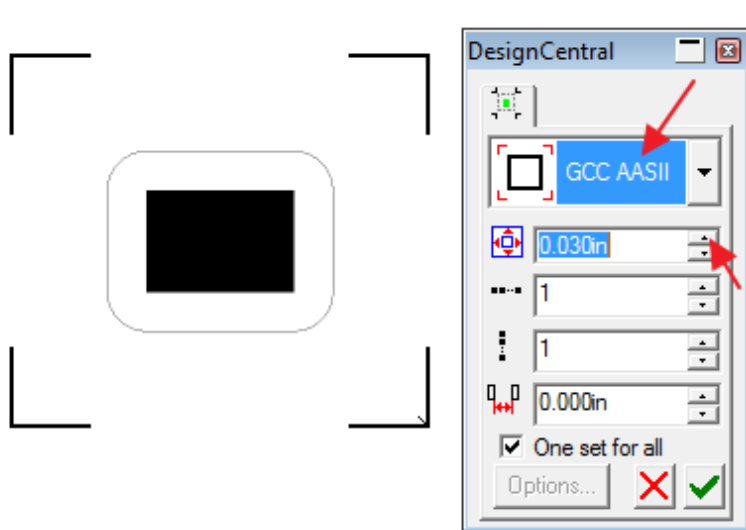 DesignCentral
GCC AASII
0.030in
1
1
0.000in
One set for all
Options...